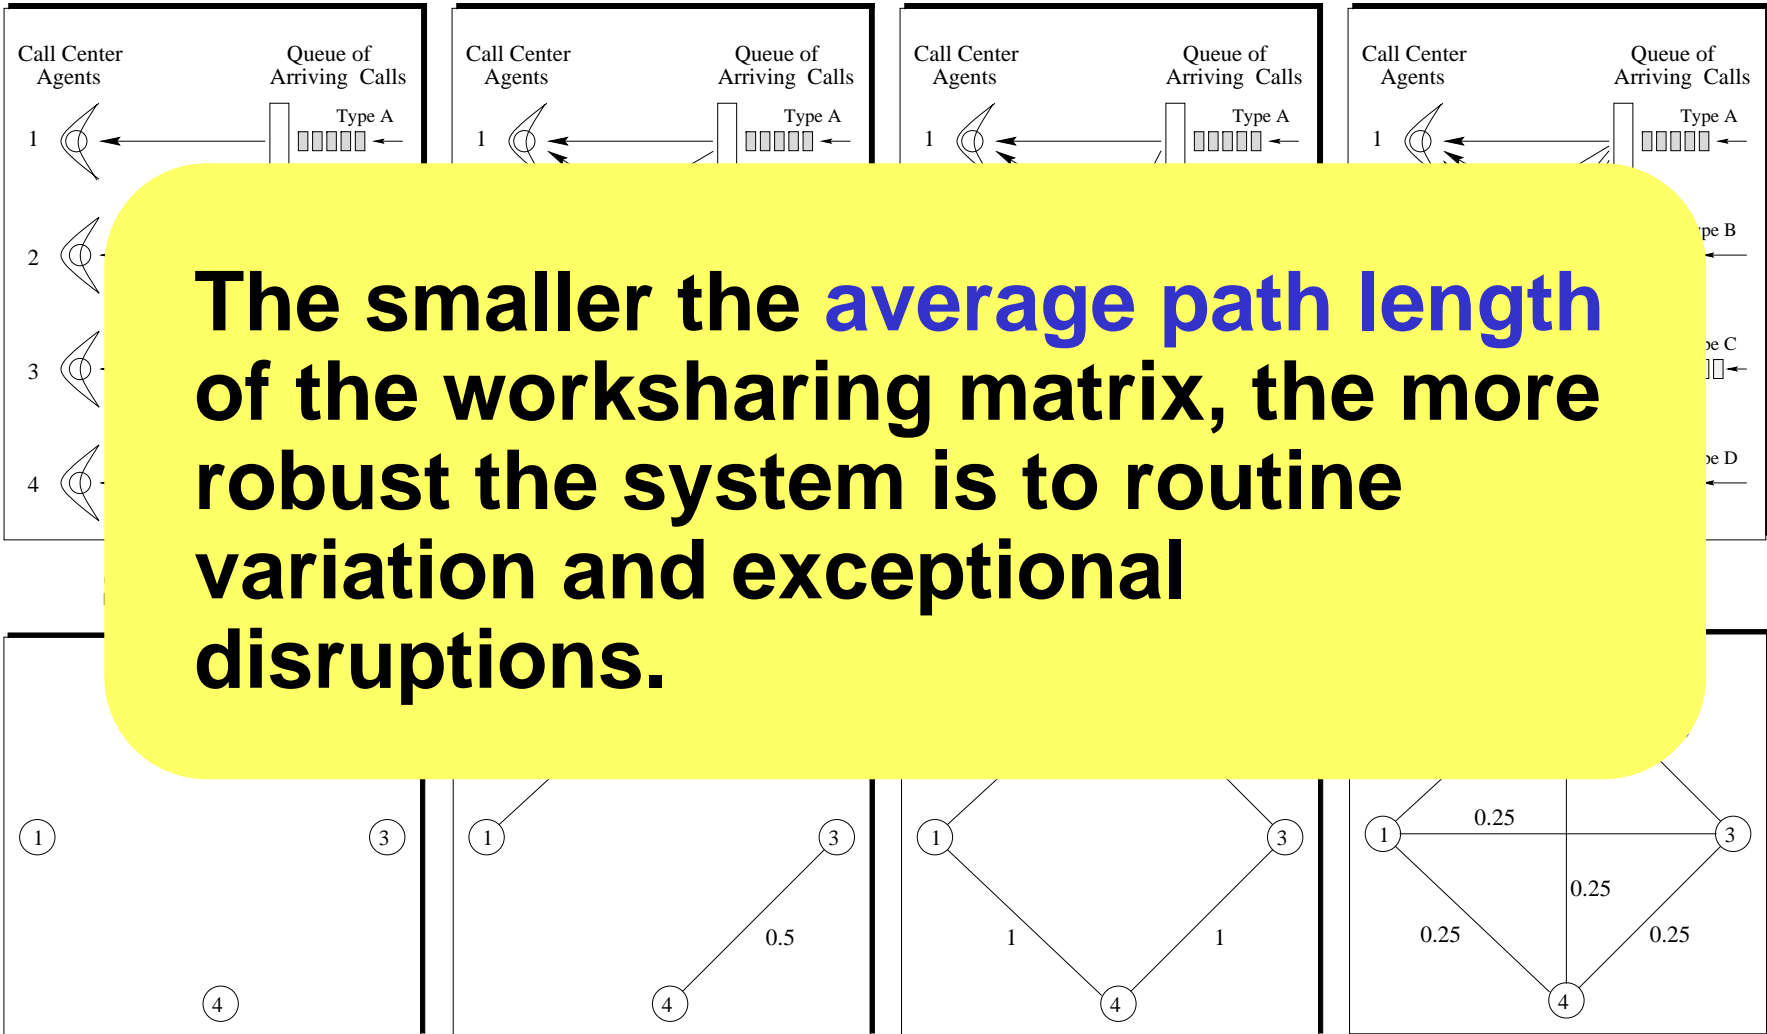 Call Center Agents
Queue of Arriving Calls
Type A
1
2
3
4
Call Center Agents
Queue of Arriving Calls
Type A
1
Call Center Agents
Queue of Arriving Calls
Type A
1
Call Center Agents
Queue of Arriving Calls
Type A
1
B
C
D
The smaller the average path length
of the worksharing matrix, the more
robust the system is to routine
variation and exceptional
disruptions.
1
3
4
1
3
0.5
4
1
3
1
1
4
1
0.25
3
0.25
0.25
0.25
4